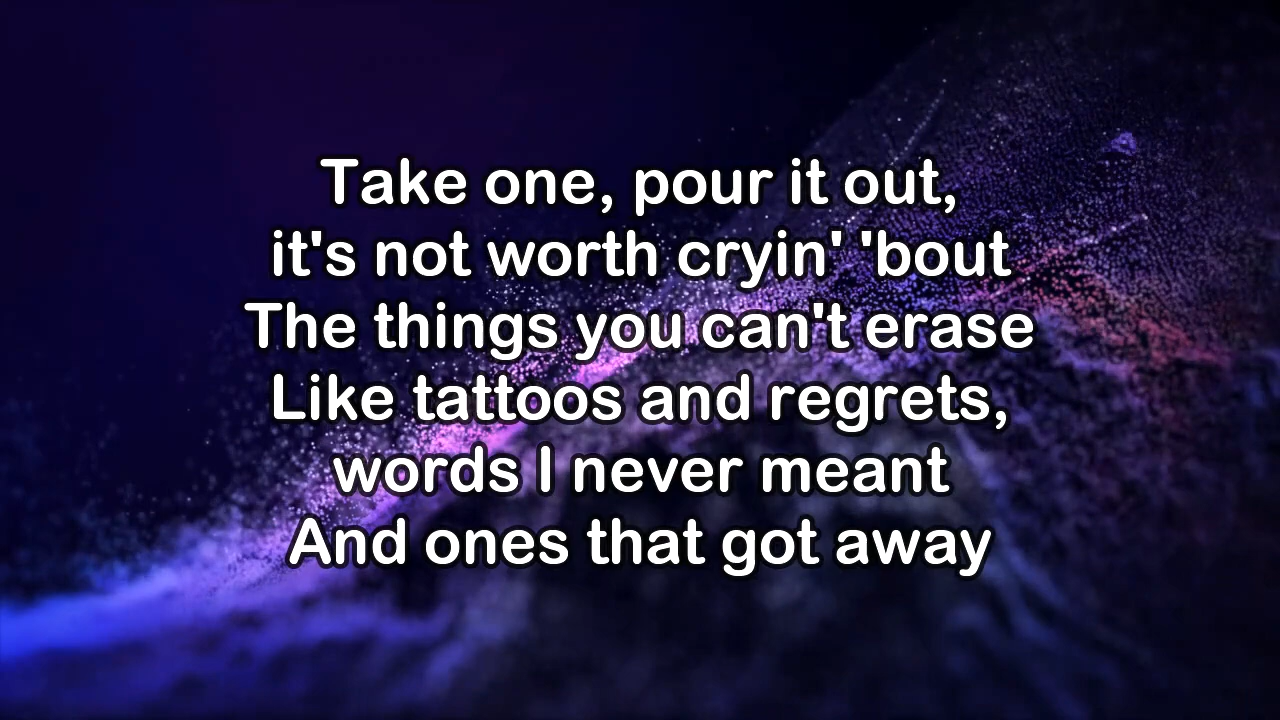 Take one, pour it out,
it's not worth cryin' 'bout
The things you can't erase
Like tattoos and regrets,
words I never meant
And ones that got away